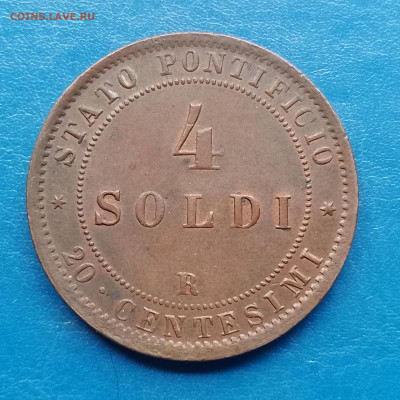 COINS.LAVE.RU
STATO PONTIFICIO
4
SOLDI
R
* 20. CENTESIMI *